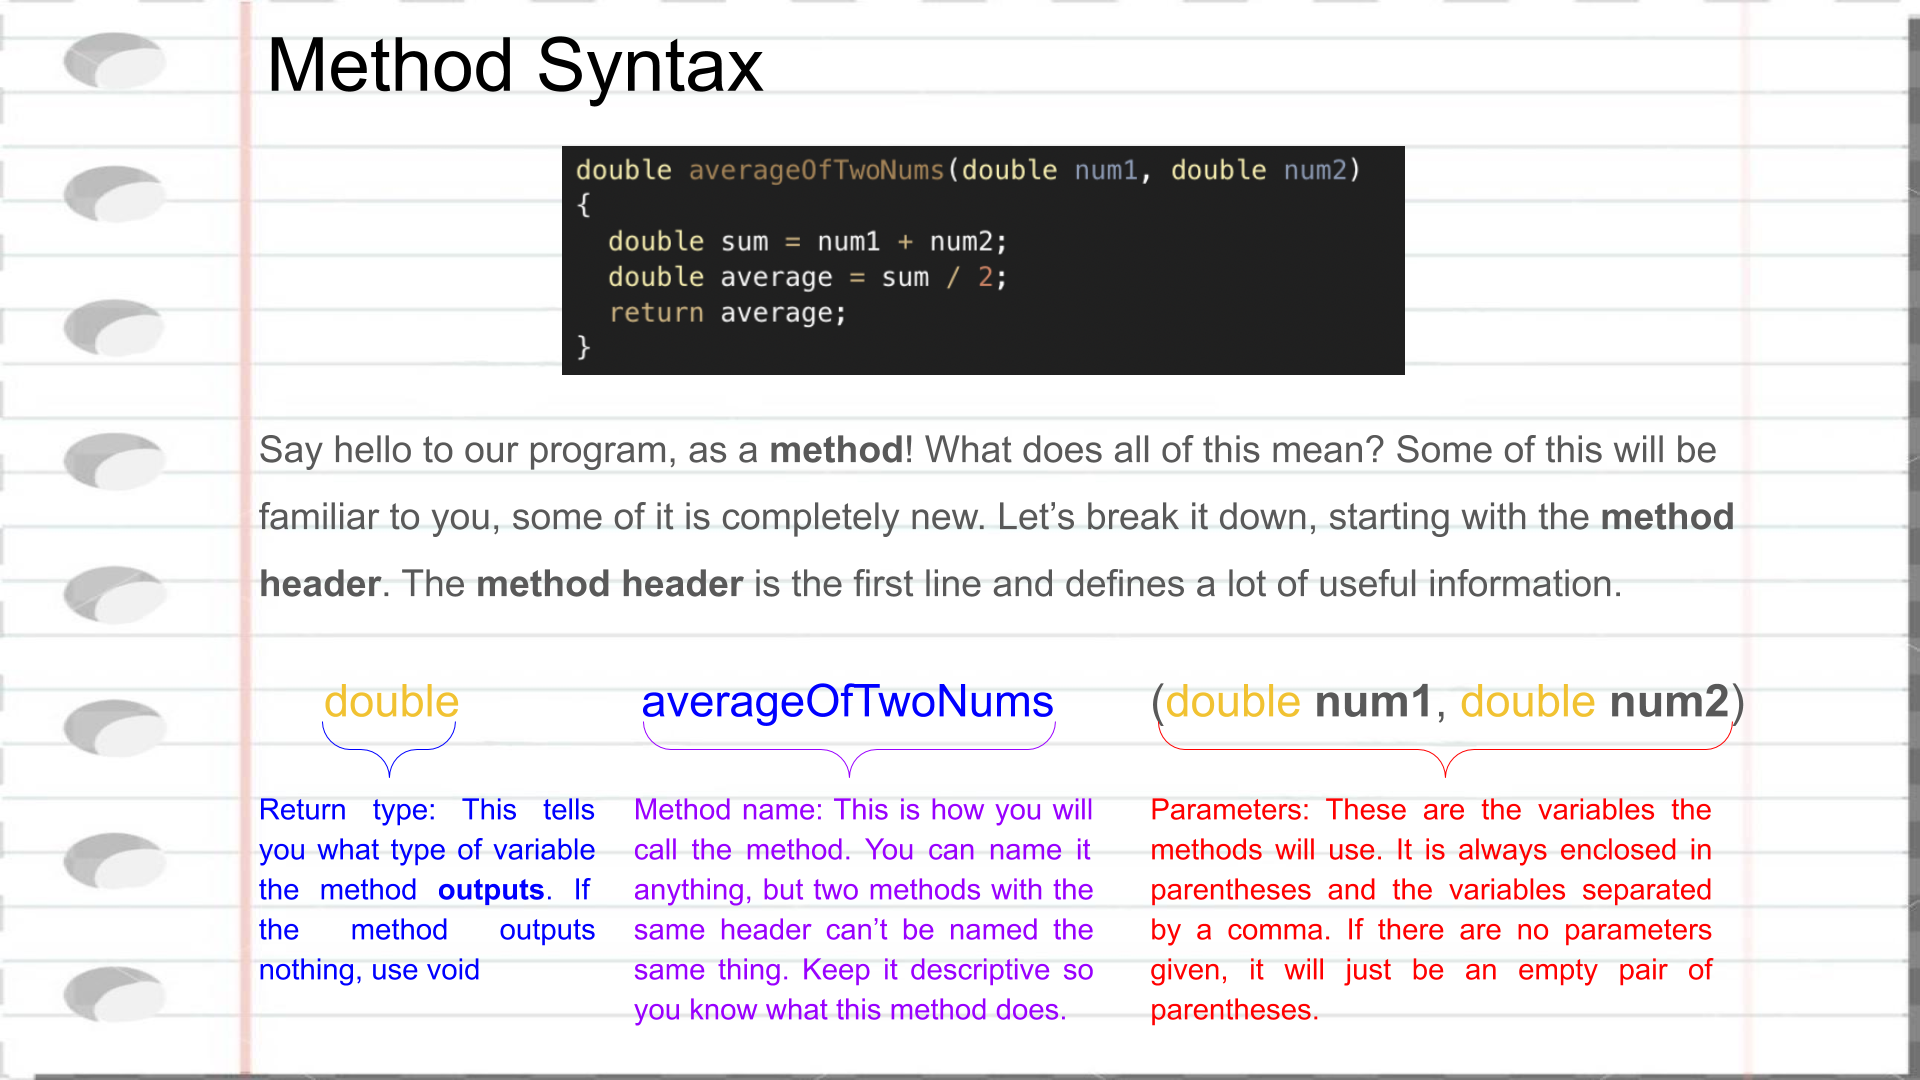 Method Syntax
double averageOfTwoNums(double num1, double num2)
{
  double sum = num1 + num2;
  double average = sum / 2;
  return average;
}
Say hello to our program, as a method! What does all of this mean? Some of this will be
familiar to you, some of it is completely new. Let’s break it down, starting with the method
header. The method header is the first line and defines a lot of useful information.
double averageOfTwoNums (double num1, double num2)
Return type: This tells
you what type of variable
the method outputs. If
the method outputs
nothing, use void
Method name: This is how you will
call the method. You can name it
anything, but two methods with the
same header can’t be named the
same thing. Keep it descriptive so
you know what this method does.
Parameters: These are the variables the
methods will use. It is always enclosed in
parentheses and the variables separated
by a comma. If there are no parameters
given, it will just be an empty pair of
parentheses.